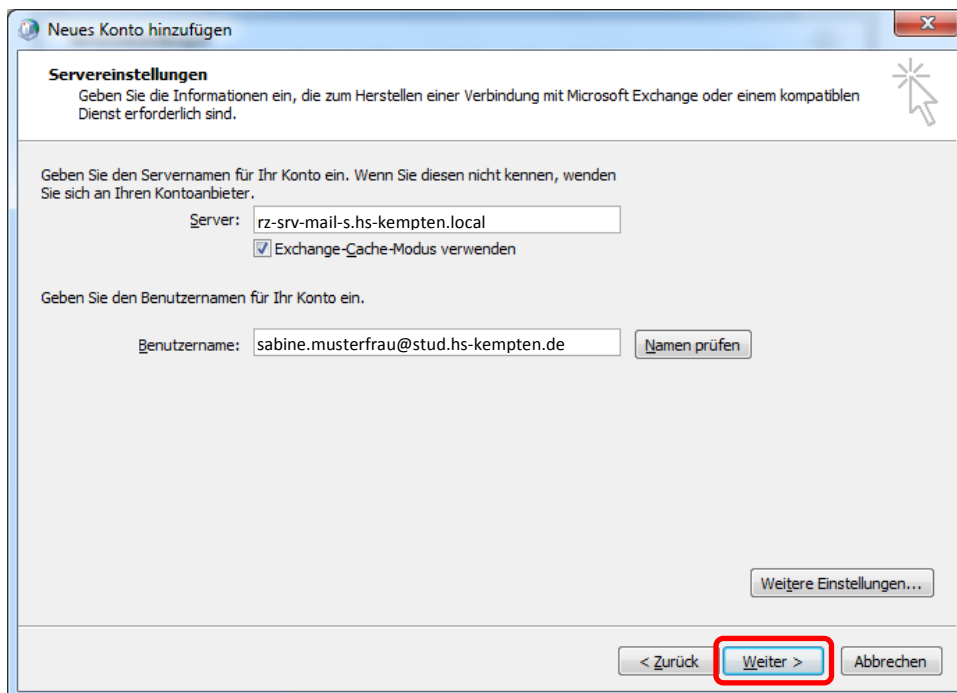 Neues Konto hinzufügen
Servereinstellungen
Geben Sie die Informationen ein, die zum Herstellen einer Verbindung mit Microsoft Exchange oder einem kompatiblen
Dienst erforderlich sind.
Geben Sie den Servernamen für Ihr Konto ein. Wenn Sie diesen nicht kennen, wenden
Sie sich an Ihren Kontoanbieter.
Server: rz-srv-mail-s.hs-kempten.local
Exchange-Cache-Modus verwenden
Geben Sie den Benutzernamen für Ihr Konto ein.
Benutzername: sabine.musterfrau@stud.hs-kempten.de Namen prüfen
Weitere Einstellungen...
< Zurück Weiter > Abbrechen